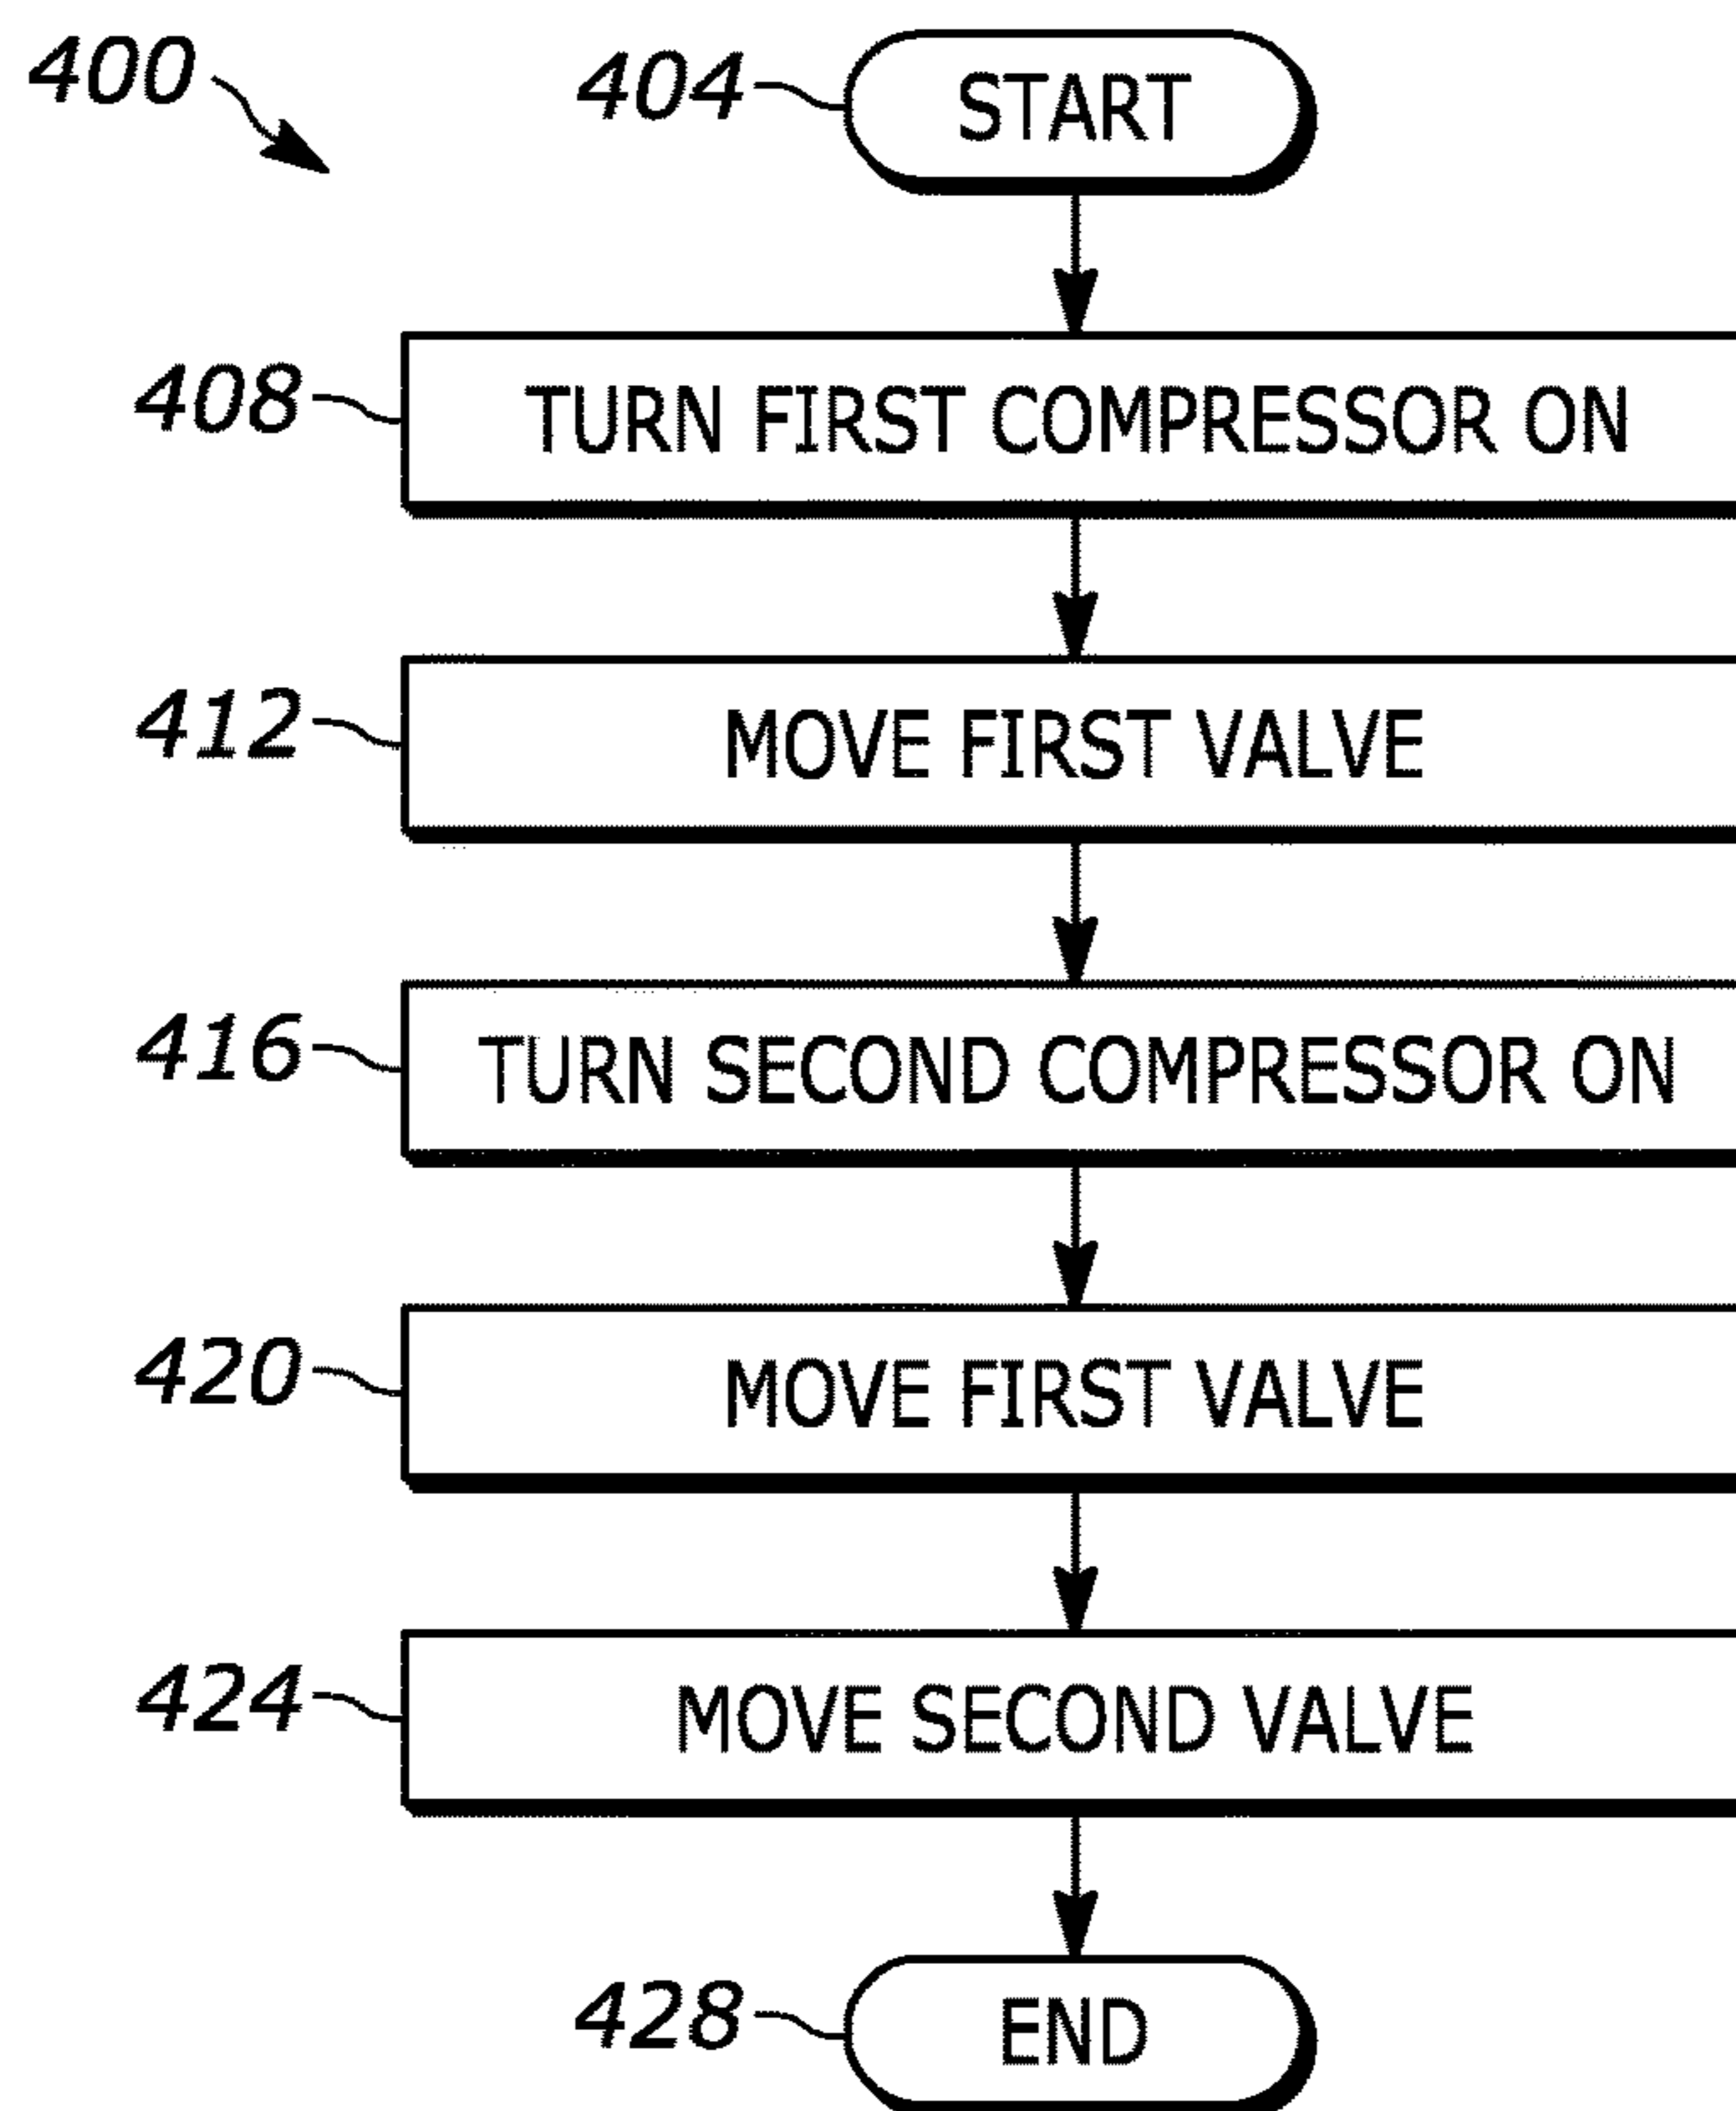 400
404 START
408 TURN FIRST COMPRESSOR ON
412 MOVE FIRST VALVE
416 TURN SECOND COMPRESSOR ON
420 MOVE FIRST VALVE
424 MOVE SECOND VALVE
428 END